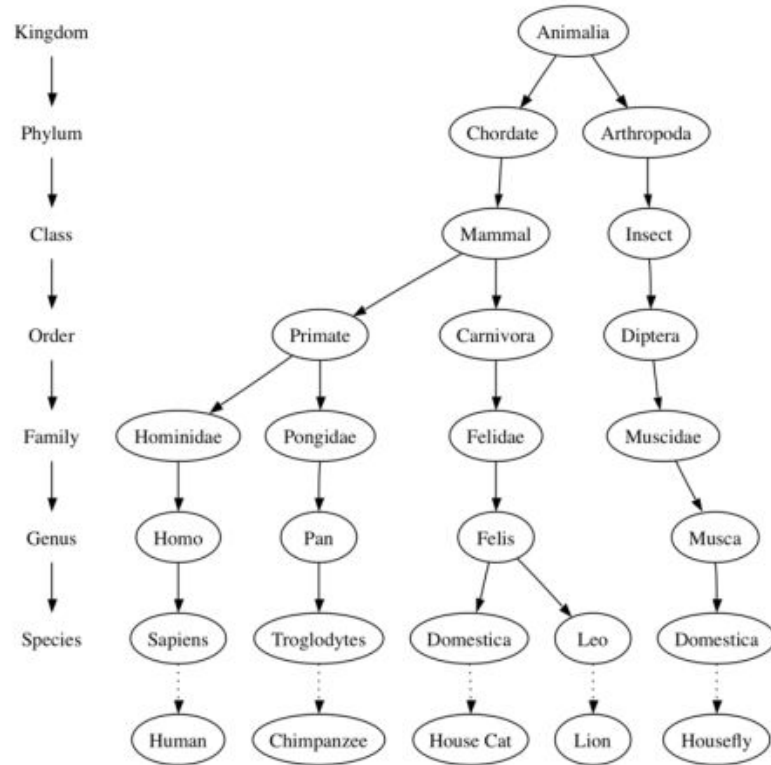 Kingdom Animalia
Phylum Chordate Arthropoda
Class Mammal Insect
Order Primate Carnivora Diptera
Family Hominidae Pongidae Felidae Muscidae
Genus Homo Pan Felis Musca
Species Sapiens Troglodytes Domestica Leo Domestica
Human Chimpanzee House Cat Lion Housefly